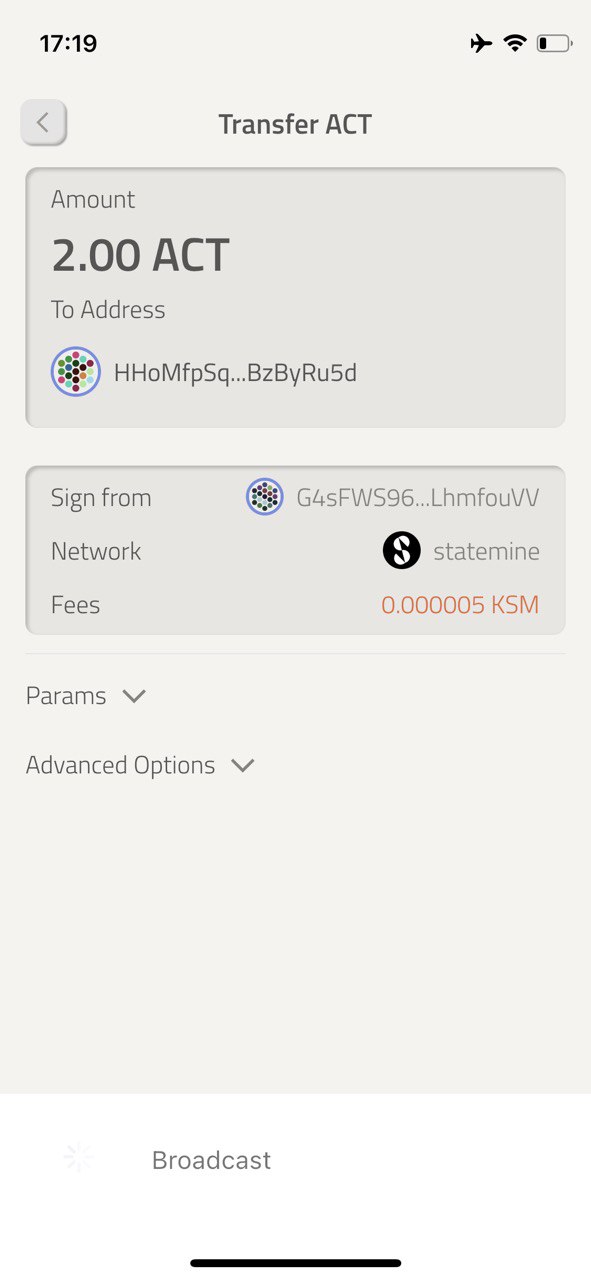 17:19
Transfer ACT
Amount
2.00 ACT
To Address
HHoMfpSq...BzByRu5d
Sign from G4sFWS96...LhmfouVV
Network statemine
Fees 0.000005 KSM
Params
Advanced Options
Broadcast